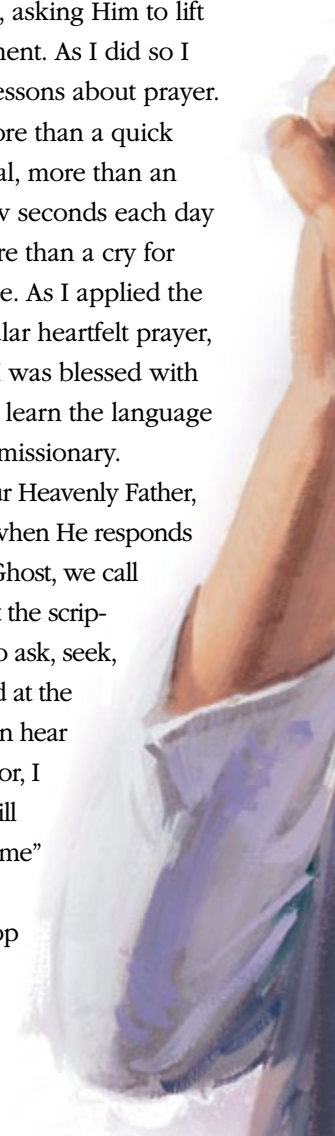 , asking Him to lift
ment. As I did so I
essons about prayer.
ore than a quick
al, more than an
w seconds each day
re than a cry for
e. As I applied the
lar heartfelt prayer,
I was blessed with
learn the language
missionary.
ur Heavenly Father,
when He responds
Ghost, we call
t the scrip-
o ask, seek,
d at the
n hear
or, I
ill
me”
op